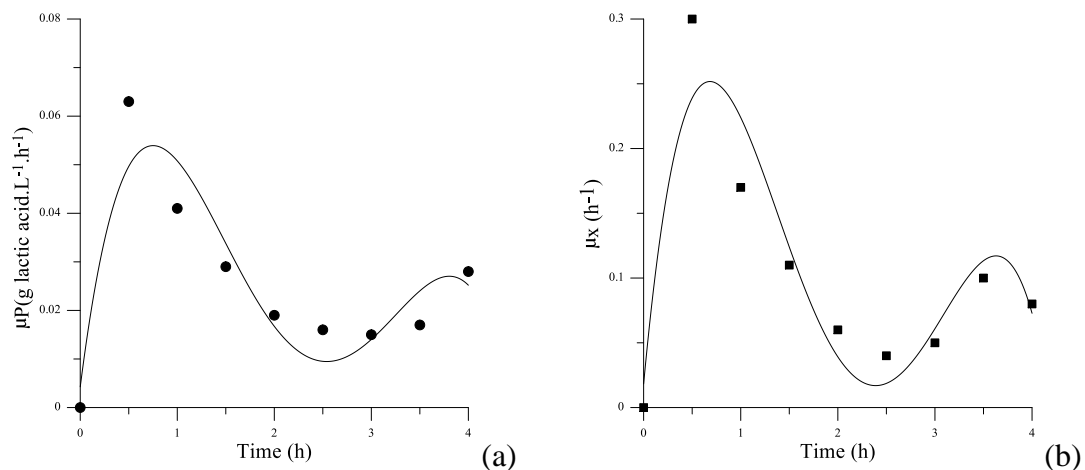 0.08
0.06
0.04
0.02
0
μP(g lactic acid.L-1.h-1)
0 1 2 3 4
Time (h)
(a)
0.3
0.2
0.1
0
μx (h-1)
0 1 2 3 4
Time (h)
(b)